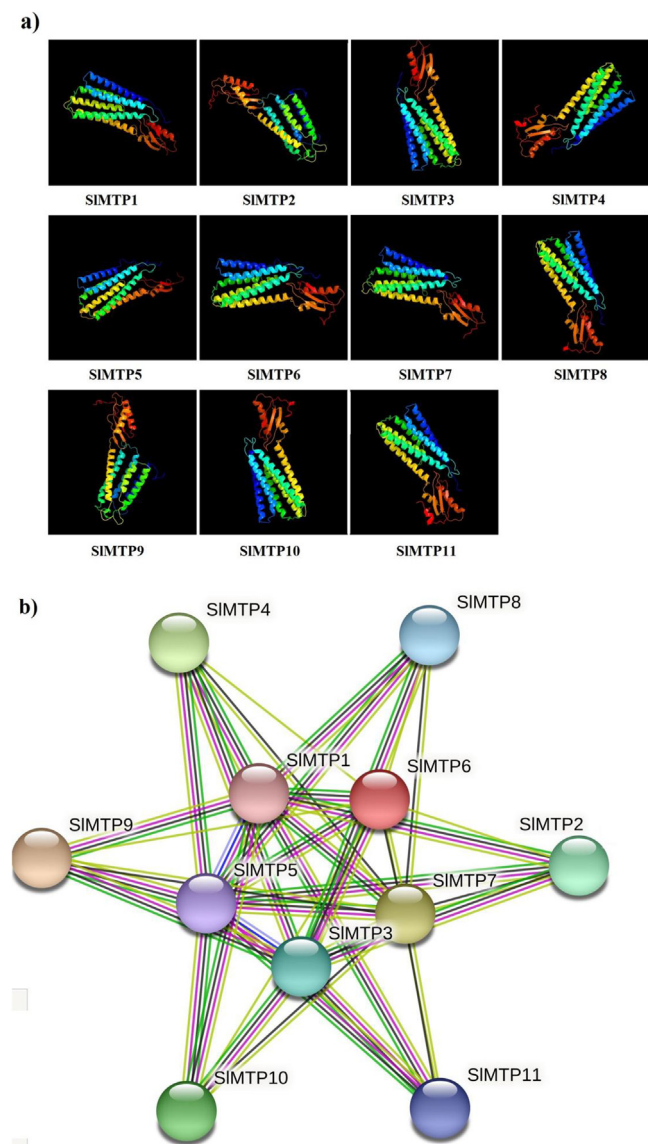 a)
SlMTP1 SlMTP2 SlMTP3 SlMTP4
SlMTP5 SlMTP6 SlMTP7 SlMTP8
SlMTP9 SlMTP10 SlMTP11
b)
SlMTP4 SlMTP8
SlMTP1 SlMTP6
SlMTP9 SlMTP2
SlMTP5 SlMTP7
SlMTP3
SlMTP10 SlMTP11